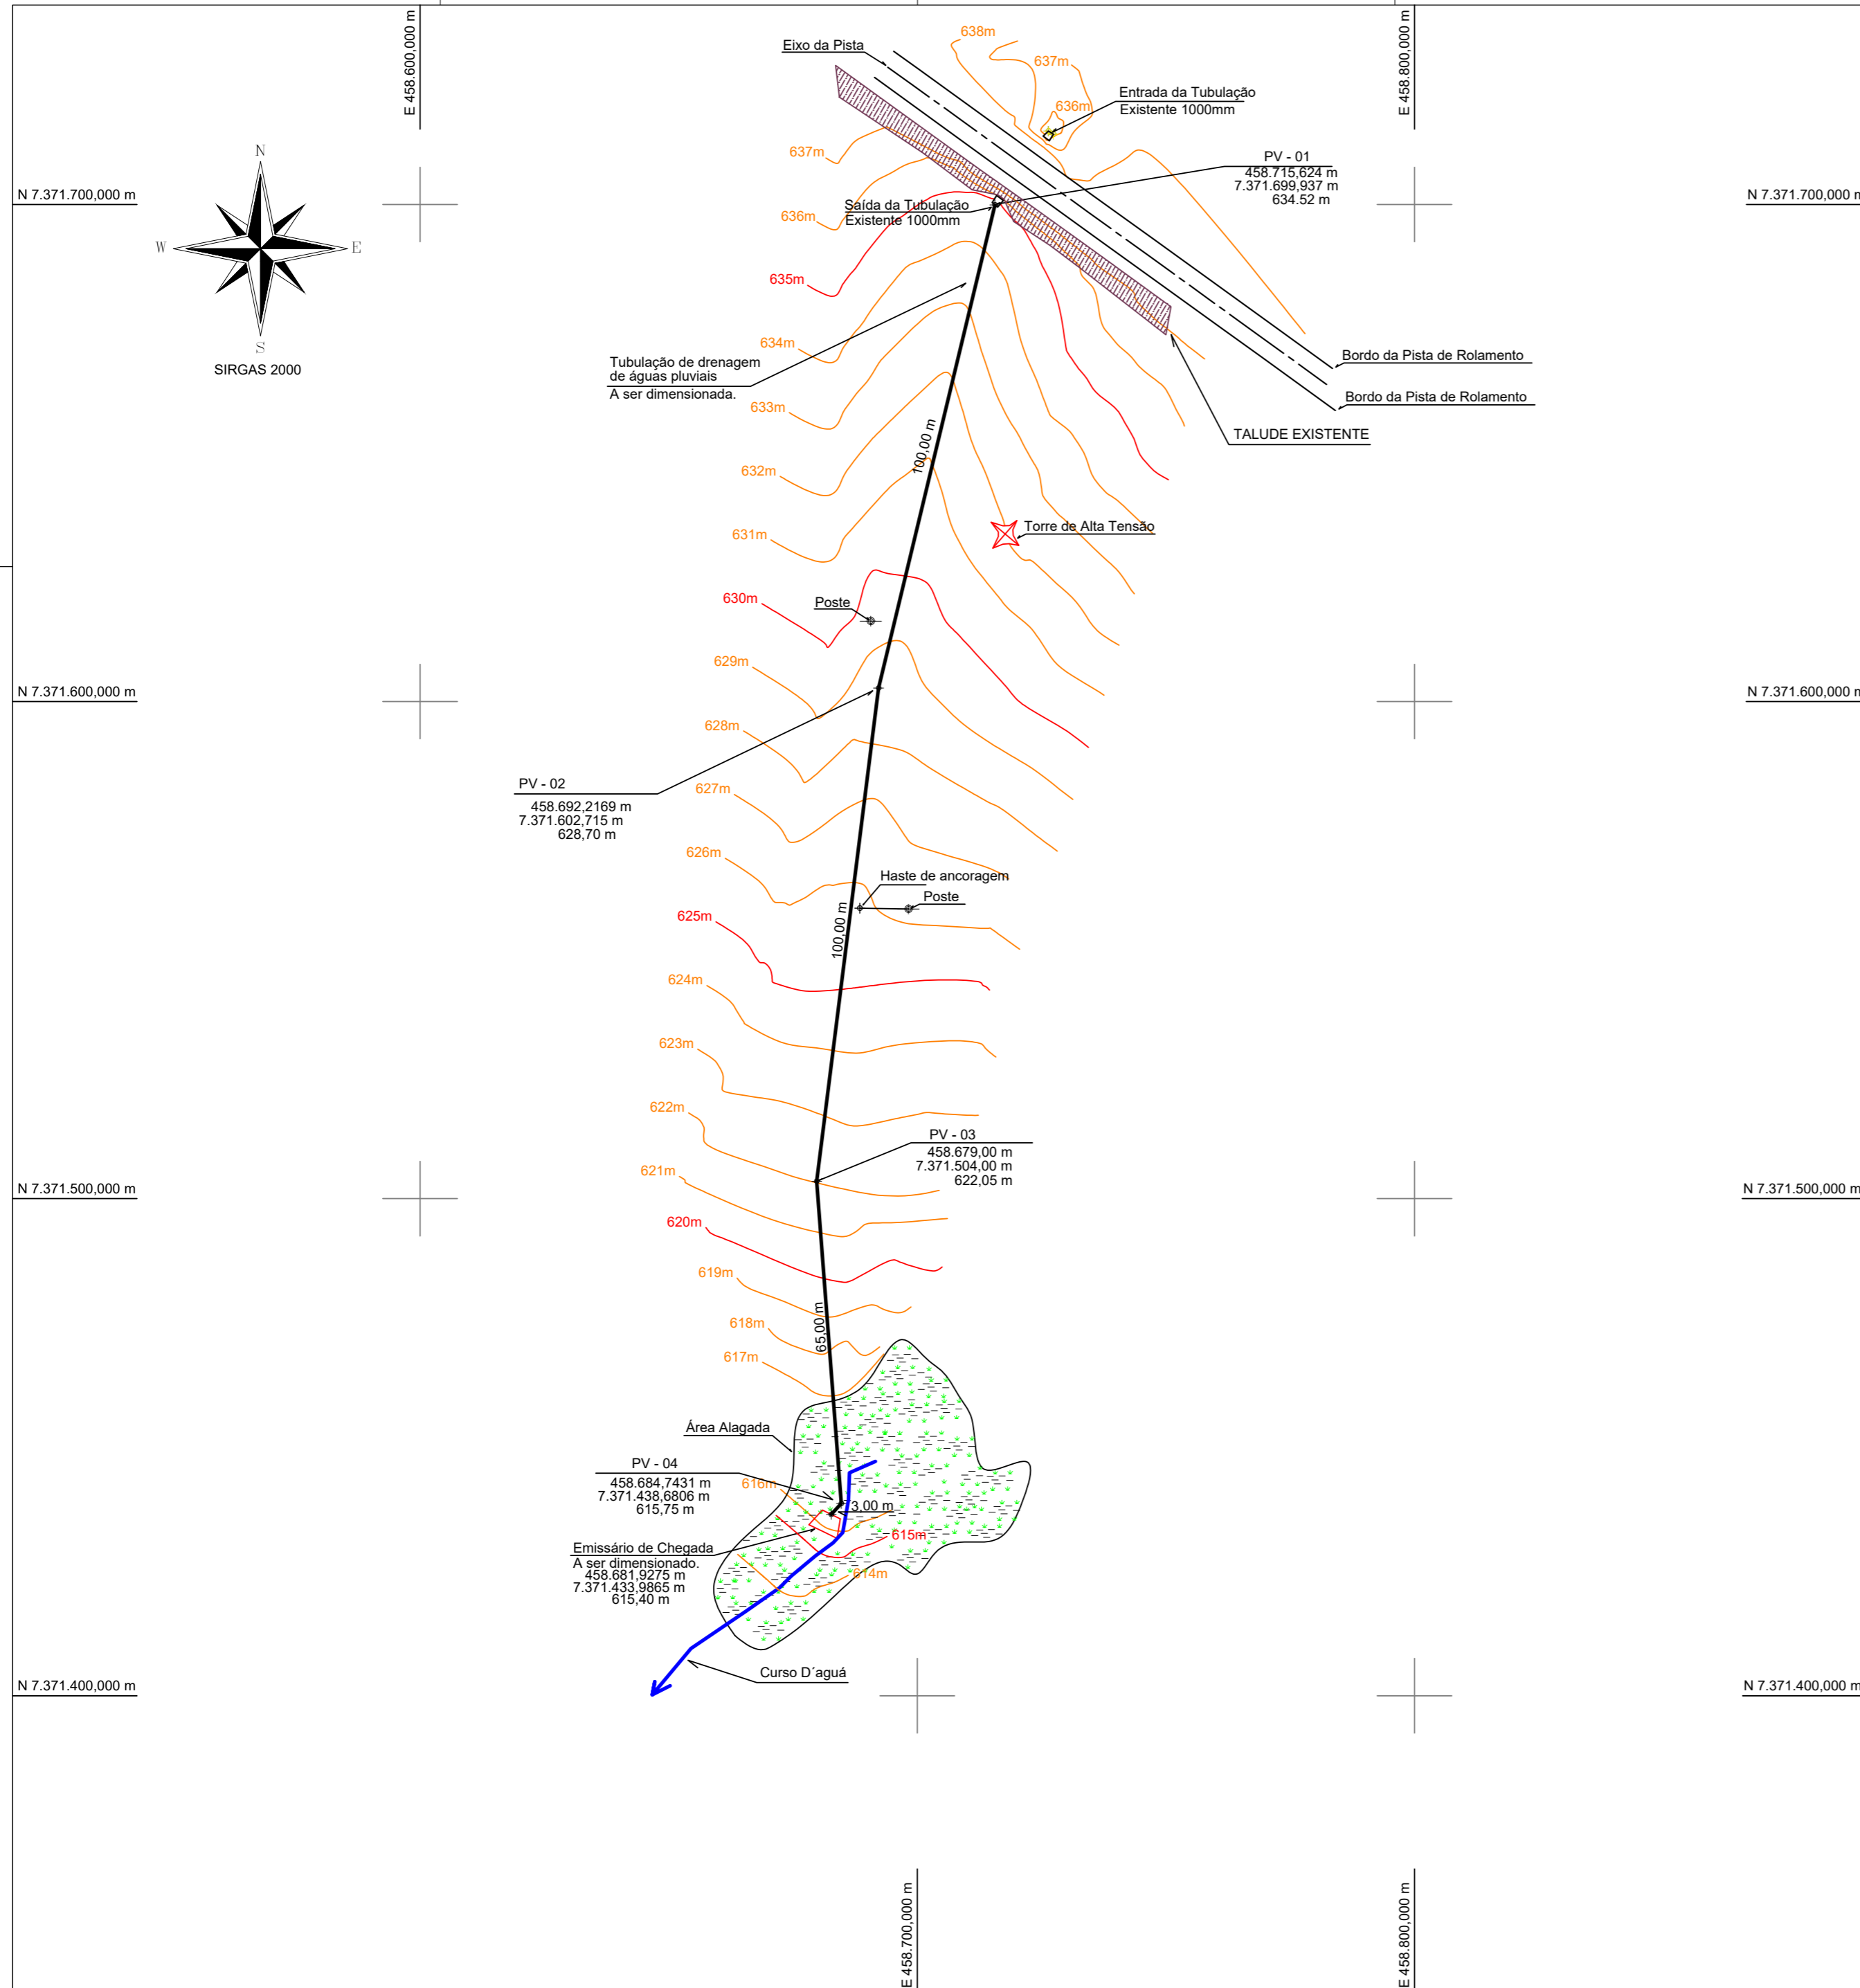 E 458.600,000 m
E 458.800,000 m
638m
Eixo da Pista
637m
Entrada da Tubulação
Existente 1000mm
636m
N
W
E
S
SIRGAS 2000
637m
PV - 01
458.715,624 m
7.371.699,937 m
634.52 m
N 7.371.700,000 m
N 7.371.700,000 m
Saída da Tubulação
Existente 1000mm
636m
635m
634m
Tubulação de drenagem
de águas pluviais
A ser dimensionada.
Bordo da Pista de Rolamento
Bordo da Pista de Rolamento
TALUDE EXISTENTE
633m
100,00 m
632m
Torre de Alta Tensão
631m
630m
Poste
629m
N 7.371.600,000 m
N 7.371.600,000 m
628m
PV - 02
458.692,2169 m
7.371.602,715 m
628,70 m
627m
626m
Haste de ancoragem
Poste
625m
100,00 m
624m
623m
622m
PV - 03
458.679,00 m
7.371.504,00 m
622,05 m
621m
N 7.371.500,000 m
N 7.371.500,000 m
620m
619m
618m
65,00 m
617m
Área Alagada
PV - 04
458.684,7431 m
7.371.438,6806 m
615,75 m
616m
3,00 m
615m
Emissário de Chegada
A ser dimensionado.
458.681,9275 m
7.371.433,9865 m
615,40 m
614m
Curso D´aguá
N 7.371.400,000 m
N 7.371.400,000 m
E 458.700,000 m
E 458.800,000 m